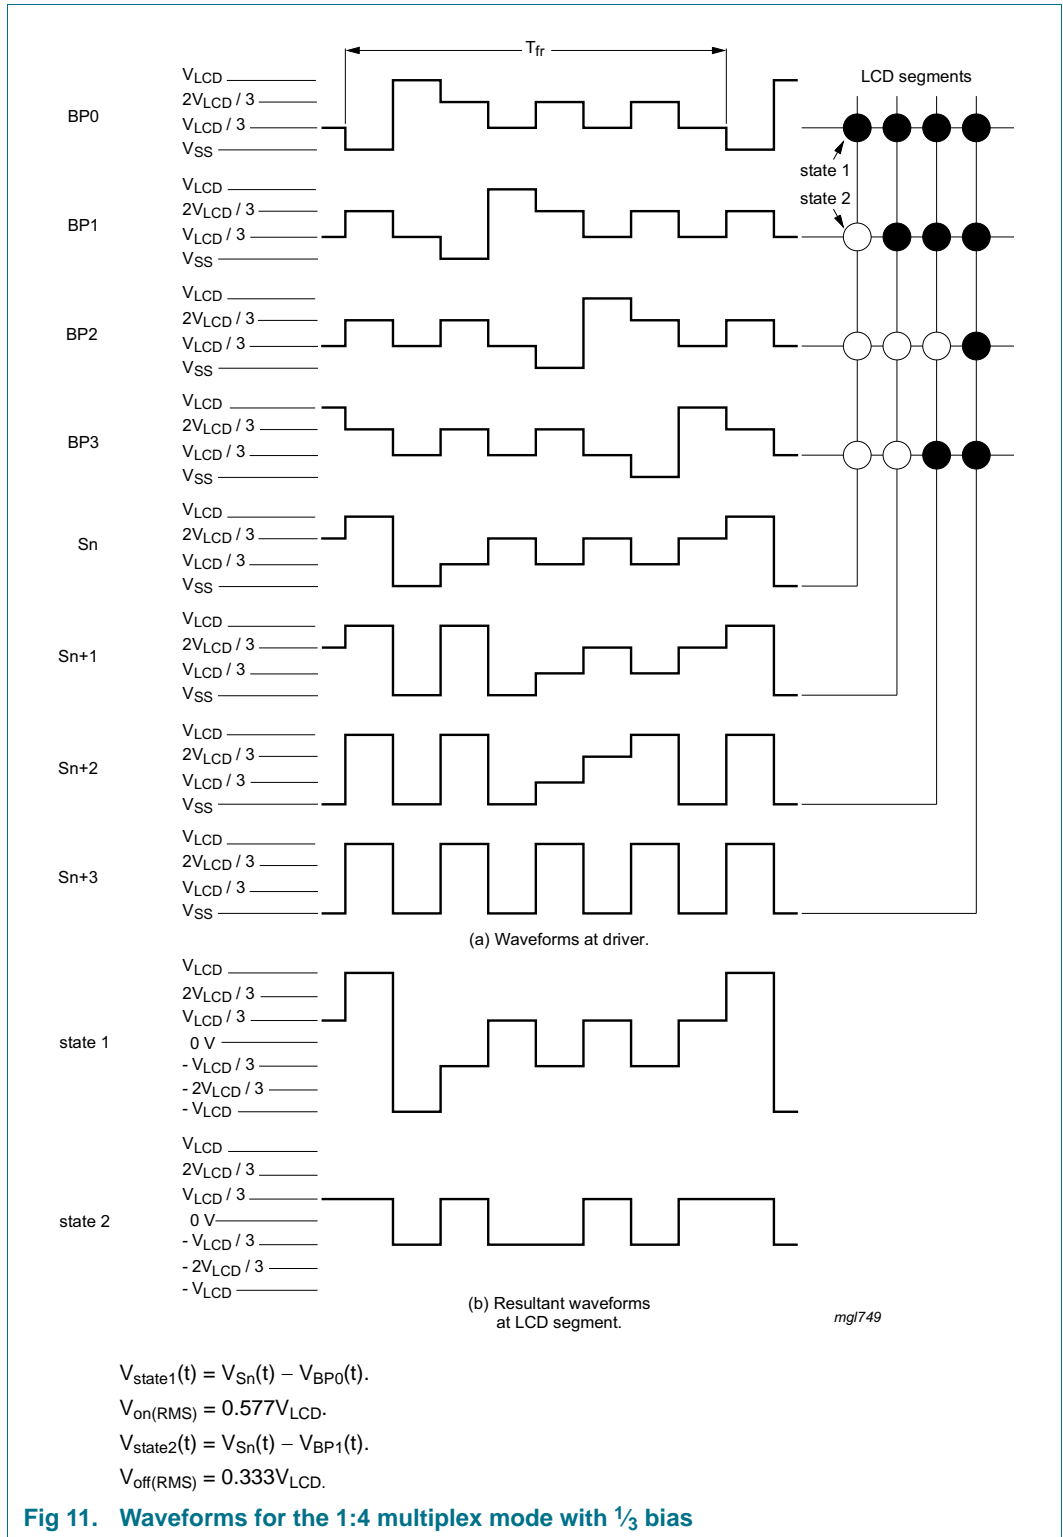 Tfr
VLCD
2VLCD / 3
BP0
VLCD / 3
VSS
LCD segments
state 1
VLCD
state 2
2VLCD / 3
BP1
VLCD / 3
VSS
VLCD
2VLCD / 3
BP2
VLCD / 3
VSS
VLCD
2VLCD / 3
BP3
VLCD / 3
VSS
VLCD
2VLCD / 3
Sn
VLCD / 3
VSS
VLCD
2VLCD / 3
Sn+1
VLCD / 3
VSS
VLCD
2VLCD / 3
Sn+2
VLCD / 3
VSS
VLCD
2VLCD / 3
Sn+3
VLCD / 3
VSS
(a) Waveforms at driver.
VLCD
2VLCD / 3
VLCD / 3
state 1
0 V
- VLCD / 3
- 2VLCD / 3
- VLCD
VLCD
2VLCD / 3
VLCD / 3
state 2
0 V
- VLCD / 3
- 2VLCD / 3
- VLCD
(b) Resultant waveforms
at LCD segment.
mgl749
Vstate1(t) = VSn(t) − VBP0(t).
Von(RMS) = 0.577VLCD.
Vstate2(t) = VSn(t) − VBP1(t).
Voff(RMS) = 0.333VLCD.
Fig 11. Waveforms for the 1:4 multiplex mode with 1⁄3 bias